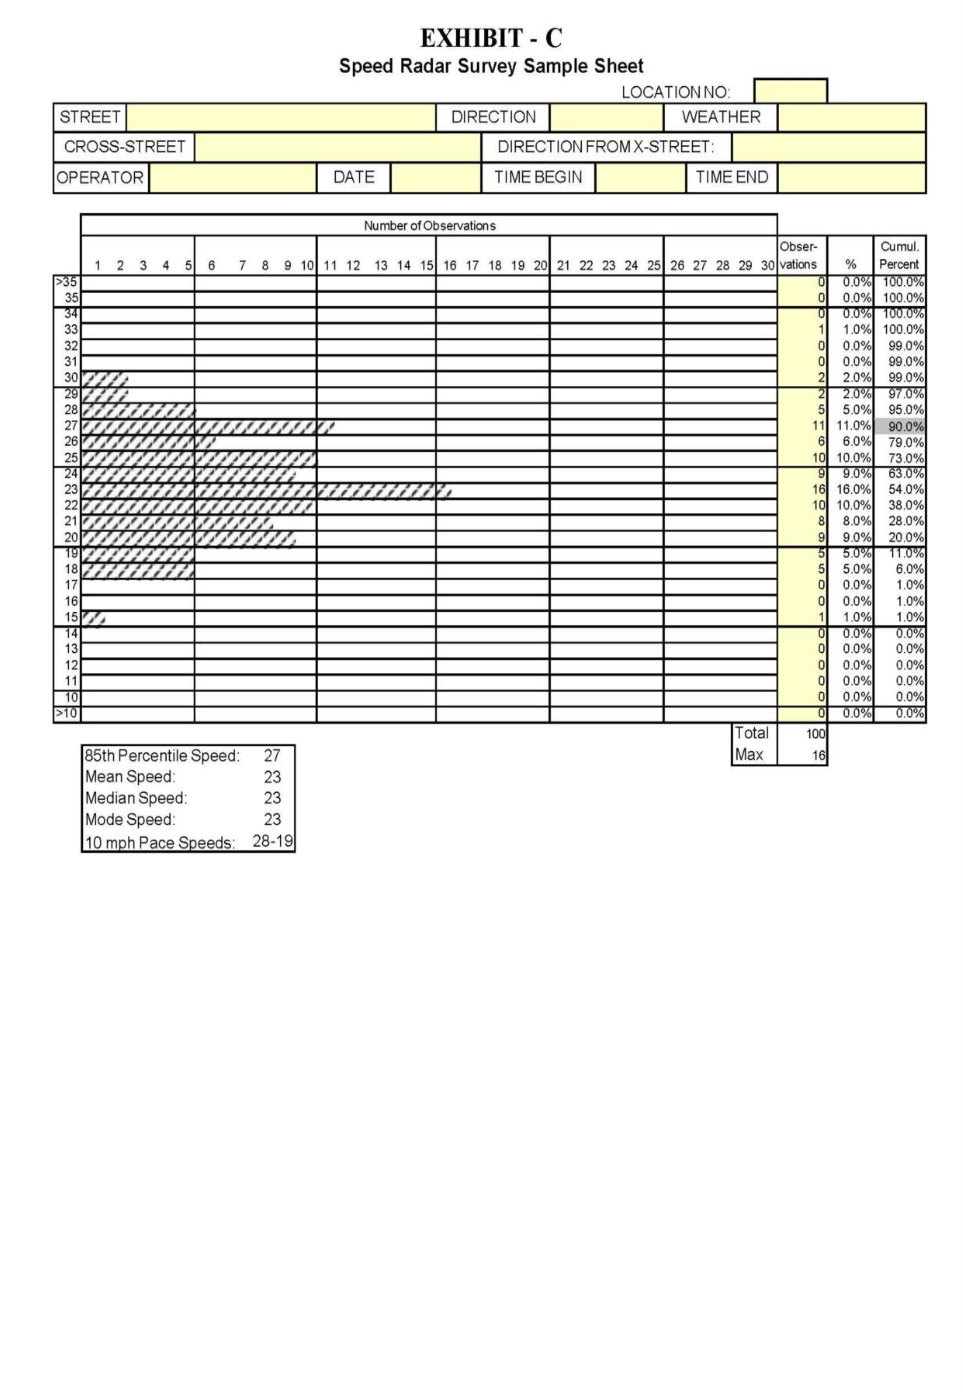 EXHIBIT - C
Speed Radar Survey Sample Sheet
LOCATION NO:
STREET DIRECTION WEATHER
CROSS-STREET DIRECTION FROM X-STREET:
OPERATOR DATE TIME BEGIN TIME END
Number of Observations
Obser- Cumul.
1 2 3 4 5 6 7 8 9 10 11 12 13 14 15 16 17 18 19 20 21 22 23 24 25 26 27 28 29 30 vations % Percent
>35 0 0.0% 100.0%
35 0 0.0% 100.0%
34 0 0.0% 100.0%
33 1 1.0% 100.0%
32 0 0.0% 99.0%
31 0 0.0% 99.0%
30 2 2.0% 99.0%
29 2 2.0% 97.0%
28 5 5.0% 95.0%
27 11 11.0% 90.0%
26 6 6.0% 79.0%
25 10 10.0% 73.0%
24 9 9.0% 63.0%
23 16 16.0% 54.0%
22 10 10.0% 38.0%
21 8 8.0% 28.0%
20 9 9.0% 20.0%
19 5 5.0% 11.0%
18 5 5.0% 6.0%
17 0 0.0% 1.0%
16 0 0.0% 1.0%
15 1 1.0% 1.0%
14 0 0.0% 0.0%
13 0 0.0% 0.0%
12 0 0.0% 0.0%
11 0 0.0% 0.0%
10 0 0.0% 0.0%
>10 0 0.0% 0.0%
Total 100
Max 16
85th Percentile Speed: 27
Mean Speed: 23
Median Speed: 23
Mode Speed: 23
10 mph Pace Speeds: 28-19